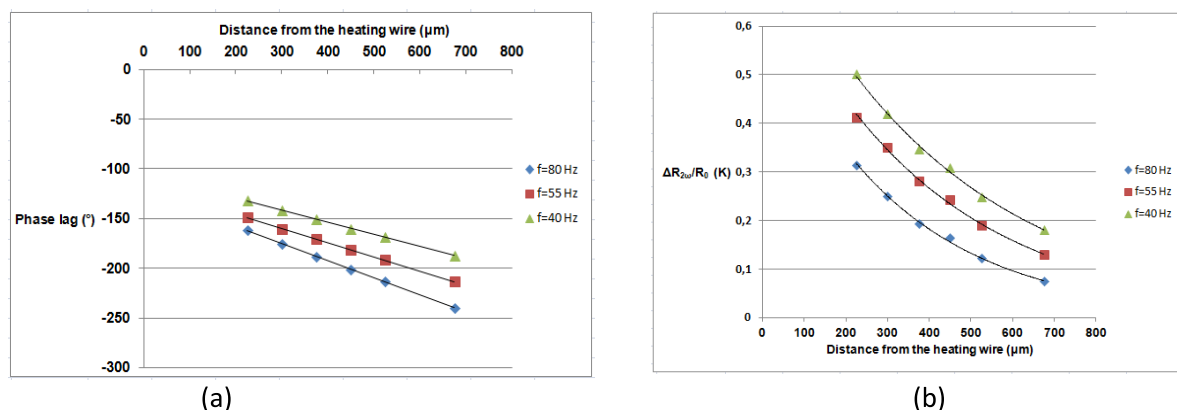 Distance from the heating wire (µm)
0 100 200 300 400 500 600 700 800
0
-50
-100
-150
-200
-250
-300
Phase lag (°)
f=80 Hz
f=55 Hz
f=40 Hz
(a)
0,6
0,5
0,4
0,3
0,2
0,1
0
ΔR2ω/R0 (K)
0 100 200 300 400 500 600 700 800
Distance from the heating wire (µm)
f=80 Hz
f=55 Hz
f=40 Hz
(b)